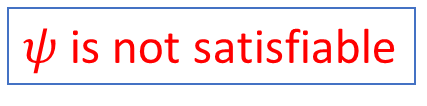 ψ is not satisfiable